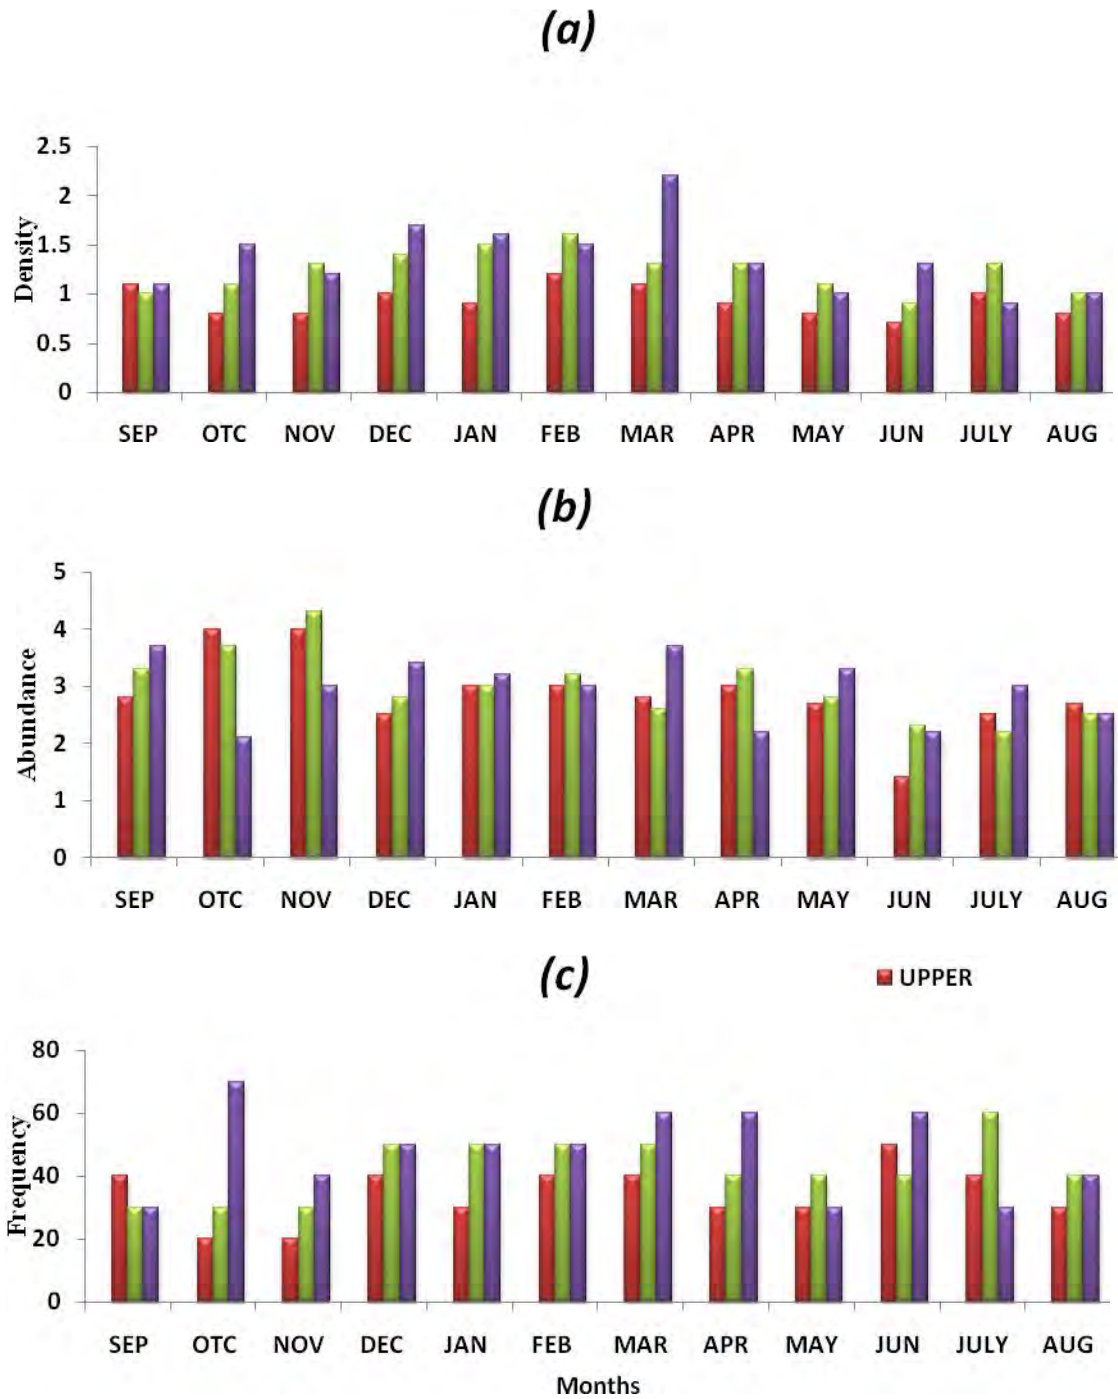 (a)
2.5
2
1.5
1
0.5
0
Density
SEP OTC NOV DEC JAN FEB MAR APR MAY JUN JULY AUG
(b)
5
4
3
2
1
0
Abundance
SEP OTC NOV DEC JAN FEB MAR APR MAY JUN JULY AUG
(c)
UPPER
80
60
40
20
0
Frequency
SEP OTC NOV DEC JAN FEB MAR APR MAY JUN JULY AUG
Months